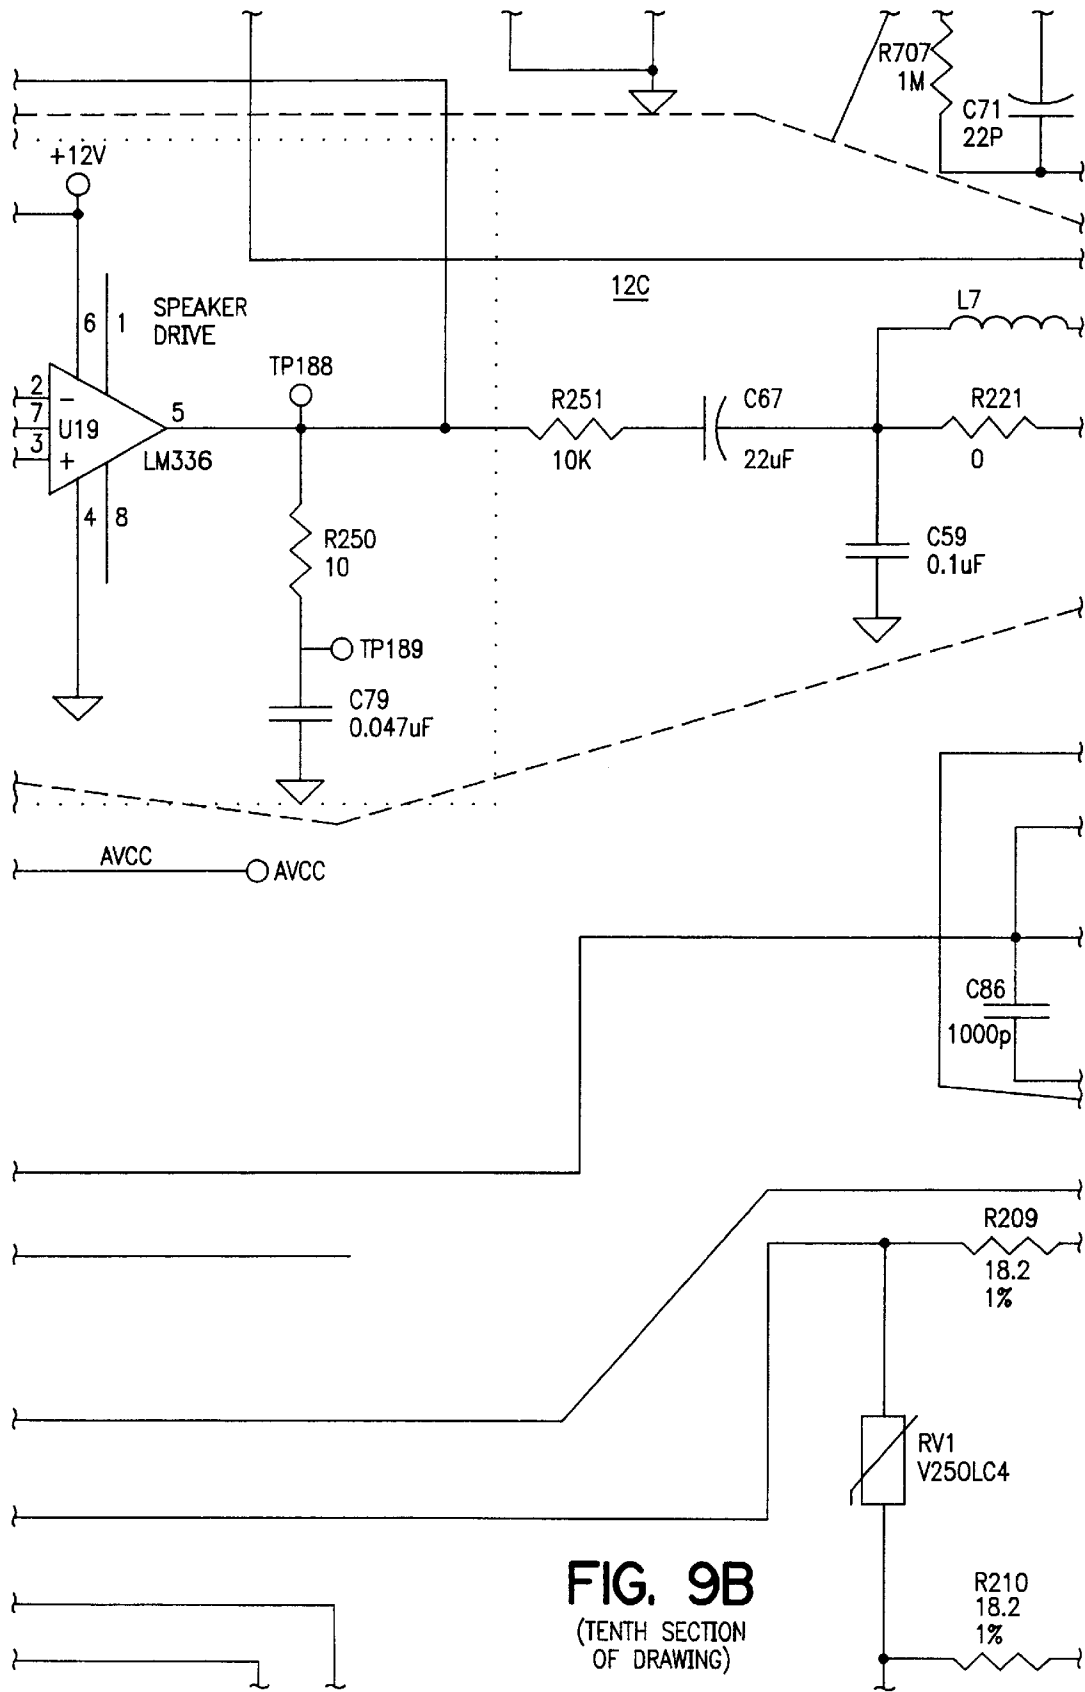 R707
1M
C71
22P
+12V
12C
6
1
SPEAKER
DRIVE
L7
TP188
2
−
7
U19
3
+
5
LM336
R251
10K
C67
22uF
R221
0
4
8
R250
10
C59
0.1uF
TP189
C79
0.047uF
AVCC
AVCC
C86
1000p
R209
18.2
1%
RV1
V250LC4
FIG. 9B
(TENTH SECTION
OF DRAWING)
R210
18.2
1%